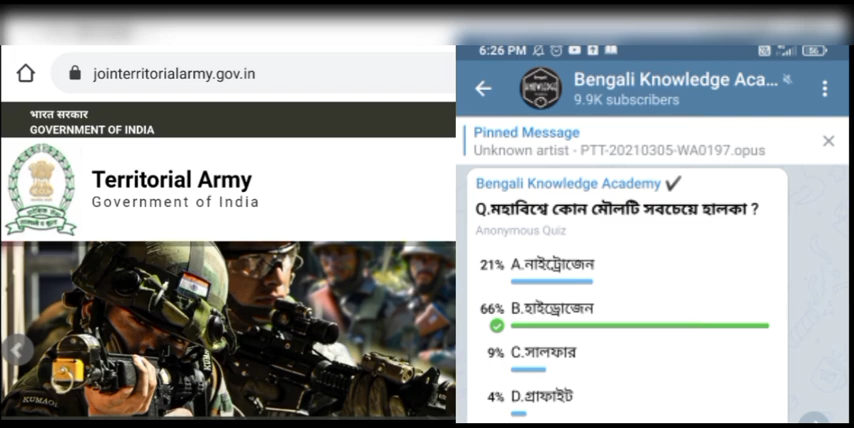 jointerritorialarmy.gov.in
भारत सरकार
GOVERNMENT OF INDIA
Territorial Army
Government of India
KUMAO
6:26 PM
56
Bengali Knowledge Aca...
9.9K subscribers
Pinned Message
Unknown artist - PTT-20210305-WA0197.opus
Bengali Knowledge Academy ✔
Q.মহাবিশ্বে কোন মৌলটি সবচেয়ে হালকা ?
Anonymous Quiz
21% A.নাইট্রোজেন
66% B.হাইড্রোজেন
9% C.সালফার
4% D.গ্রাফাইট